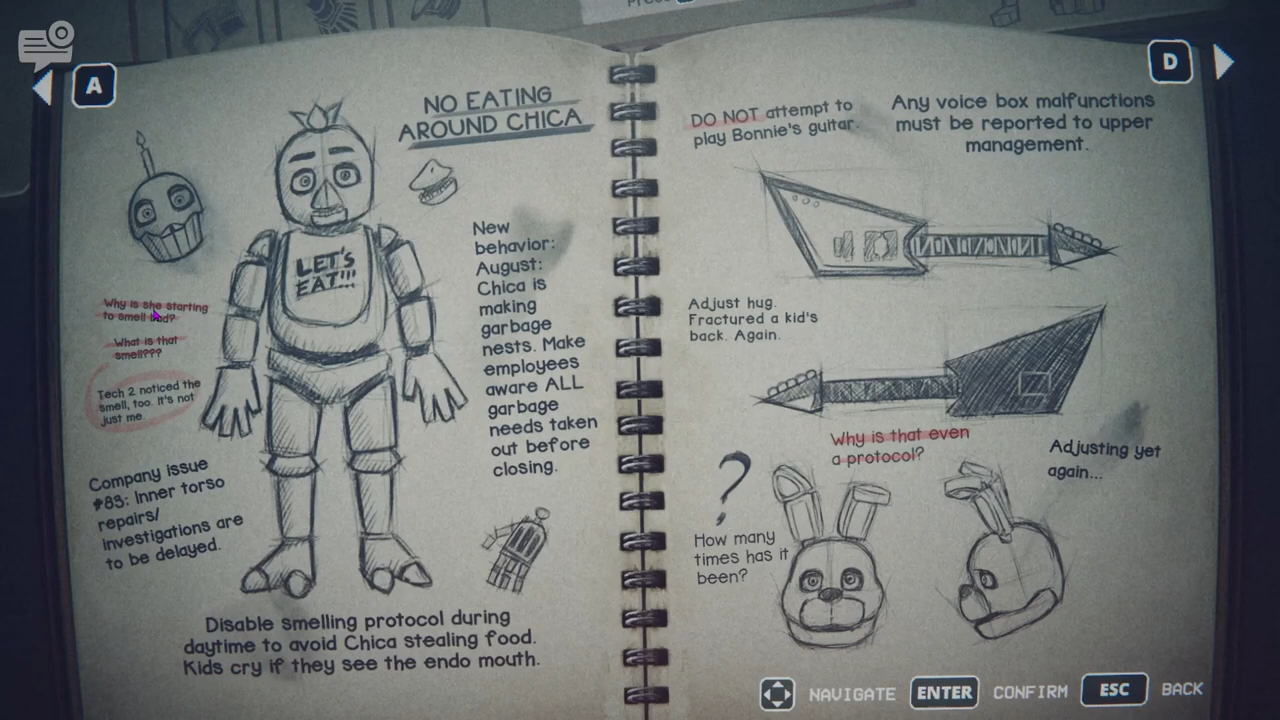 A
NO EATING
AROUND CHICA
LET'S
EAT!!!
New
behavior:
August:
Chica is
making
garbage
nests. Make
employees
aware ALL
garbage
needs taken
out before
closing.
Why is she starting
to smell bad?
What is that
smell???
Tech 2 noticed the
smell, too. It's not
just me.
Company issue
#83: Inner torso
repairs/
investigations are
to be delayed.
Disable smelling protocol during
daytime to avoid Chica stealing food.
Kids cry if they see the endo mouth.
D
DO NOT attempt to
play Bonnie's guitar.
Any voice box malfunctions
must be reported to upper
management.
Adjust hug.
Fractured a kid's
back. Again.
Why is that even
a protocol?
Adjusting yet
again...
?
How many
times has it
been?
NAVIGATE ENTER CONFIRM ESC BACK